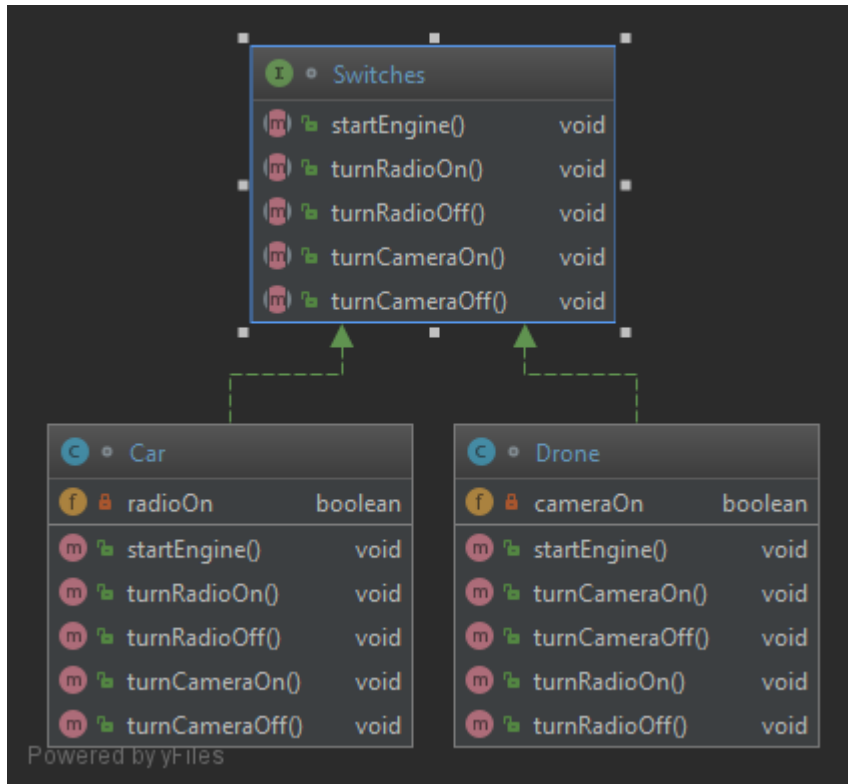 I Switches
m startEngine() void
m turnRadioOn() void
m turnRadioOff() void
m turnCameraOn() void
m turnCameraOff() void
C Car
f radioOn boolean
m startEngine() void
m turnRadioOn() void
m turnRadioOff() void
m turnCameraOn() void
m turnCameraOff() void
C Drone
f cameraOn boolean
m startEngine() void
m turnCameraOn() void
m turnCameraOff() void
m turnRadioOn() void
m turnRadioOff() void
Powered by yFiles